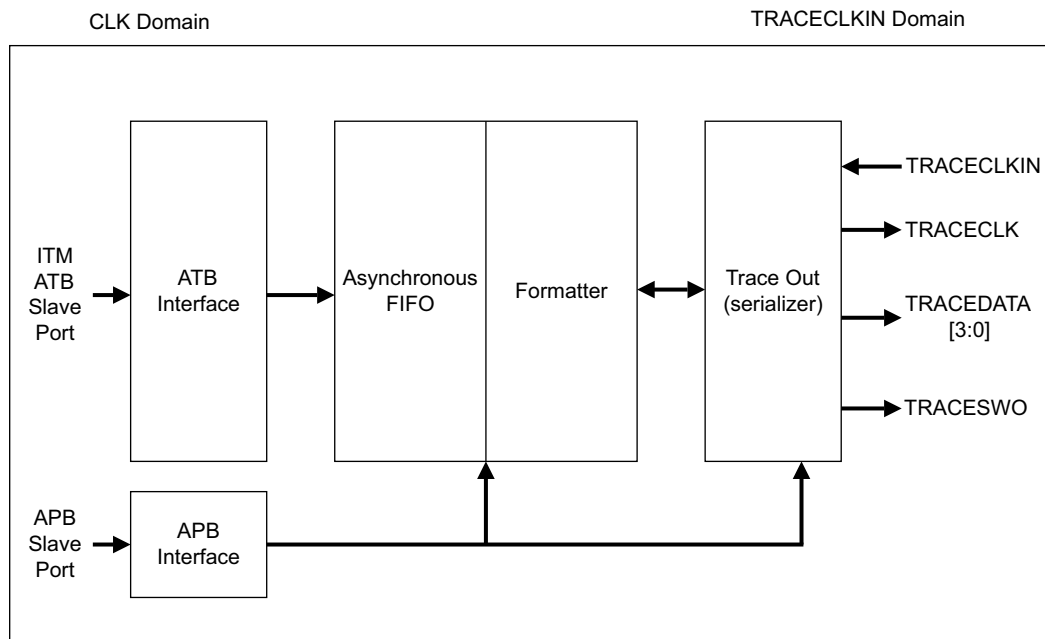 CLK Domain
TRACECLKIN Domain
ITM
ATB
Slave
Port
ATB
Interface
Asynchronous
FIFO
Formatter
Trace Out
(serializer)
TRACECLKIN
TRACECLK
TRACEDATA
[3:0]
TRACESWO
APB
Slave
Port
APB
Interface